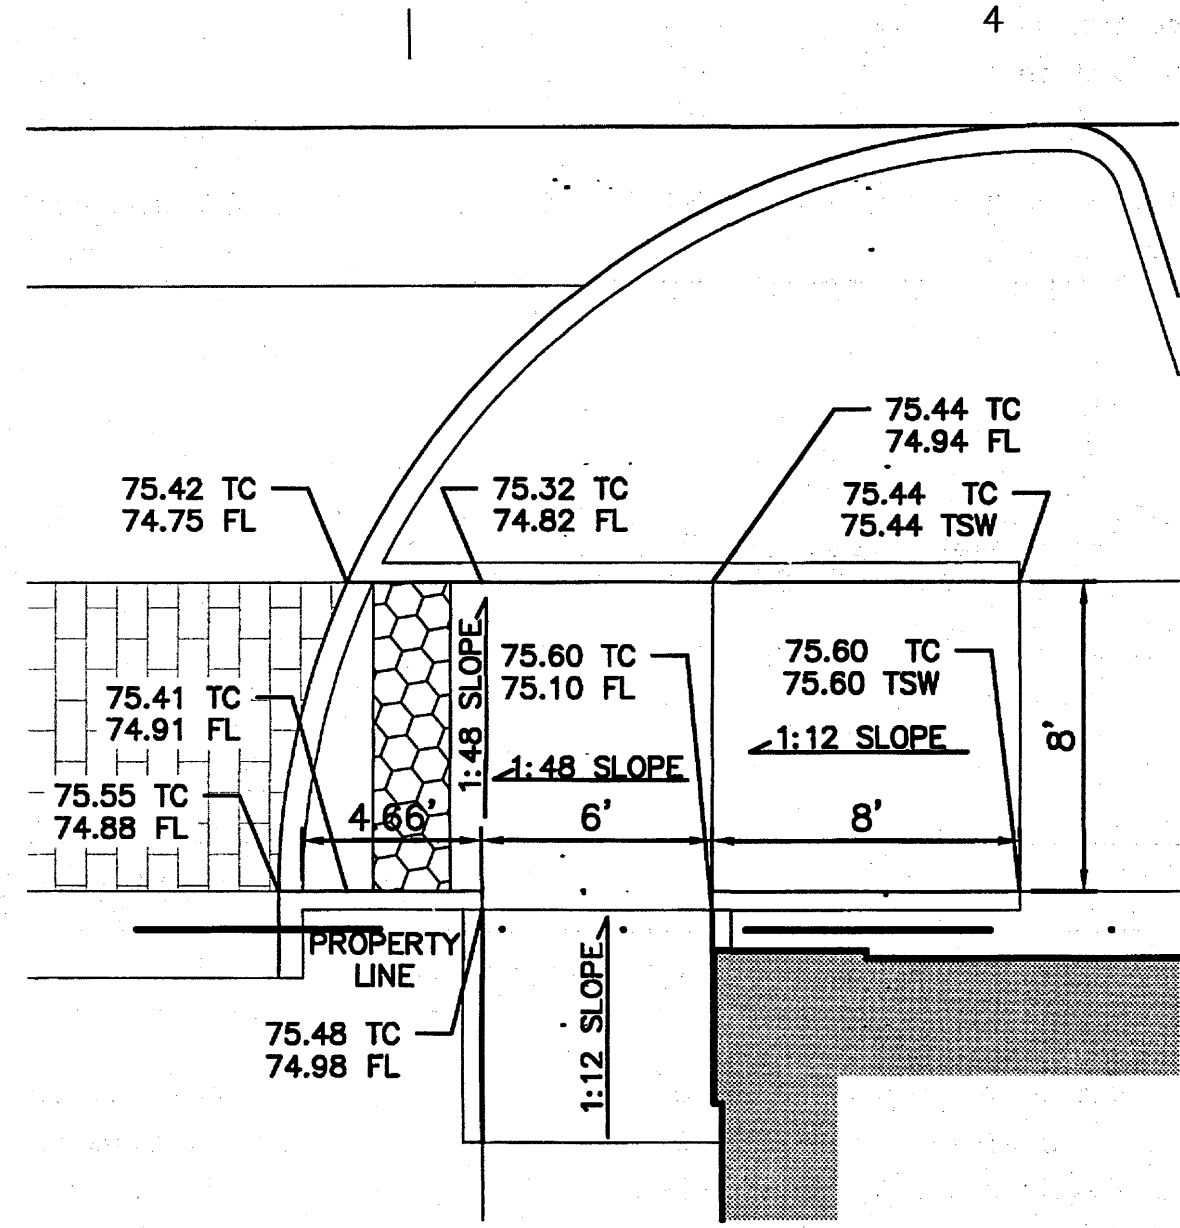 4
75.44 TC
74.94 FL
75.42 TC
74.75 FL
75.32 TC
74.82 FL
75.44 TC
75.44 TSW
1:48 SLOPE
75.60 TC
75.10 FL
75.60 TC
75.60 TSW
75.41 TC
74.91 FL
1:48 SLOPE
1:12 SLOPE
8'
75.55 TC
74.88 FL
4.66'
6'
8'
PROPERTY
LINE
1:12 SLOPE
75.48 TC
74.98 FL